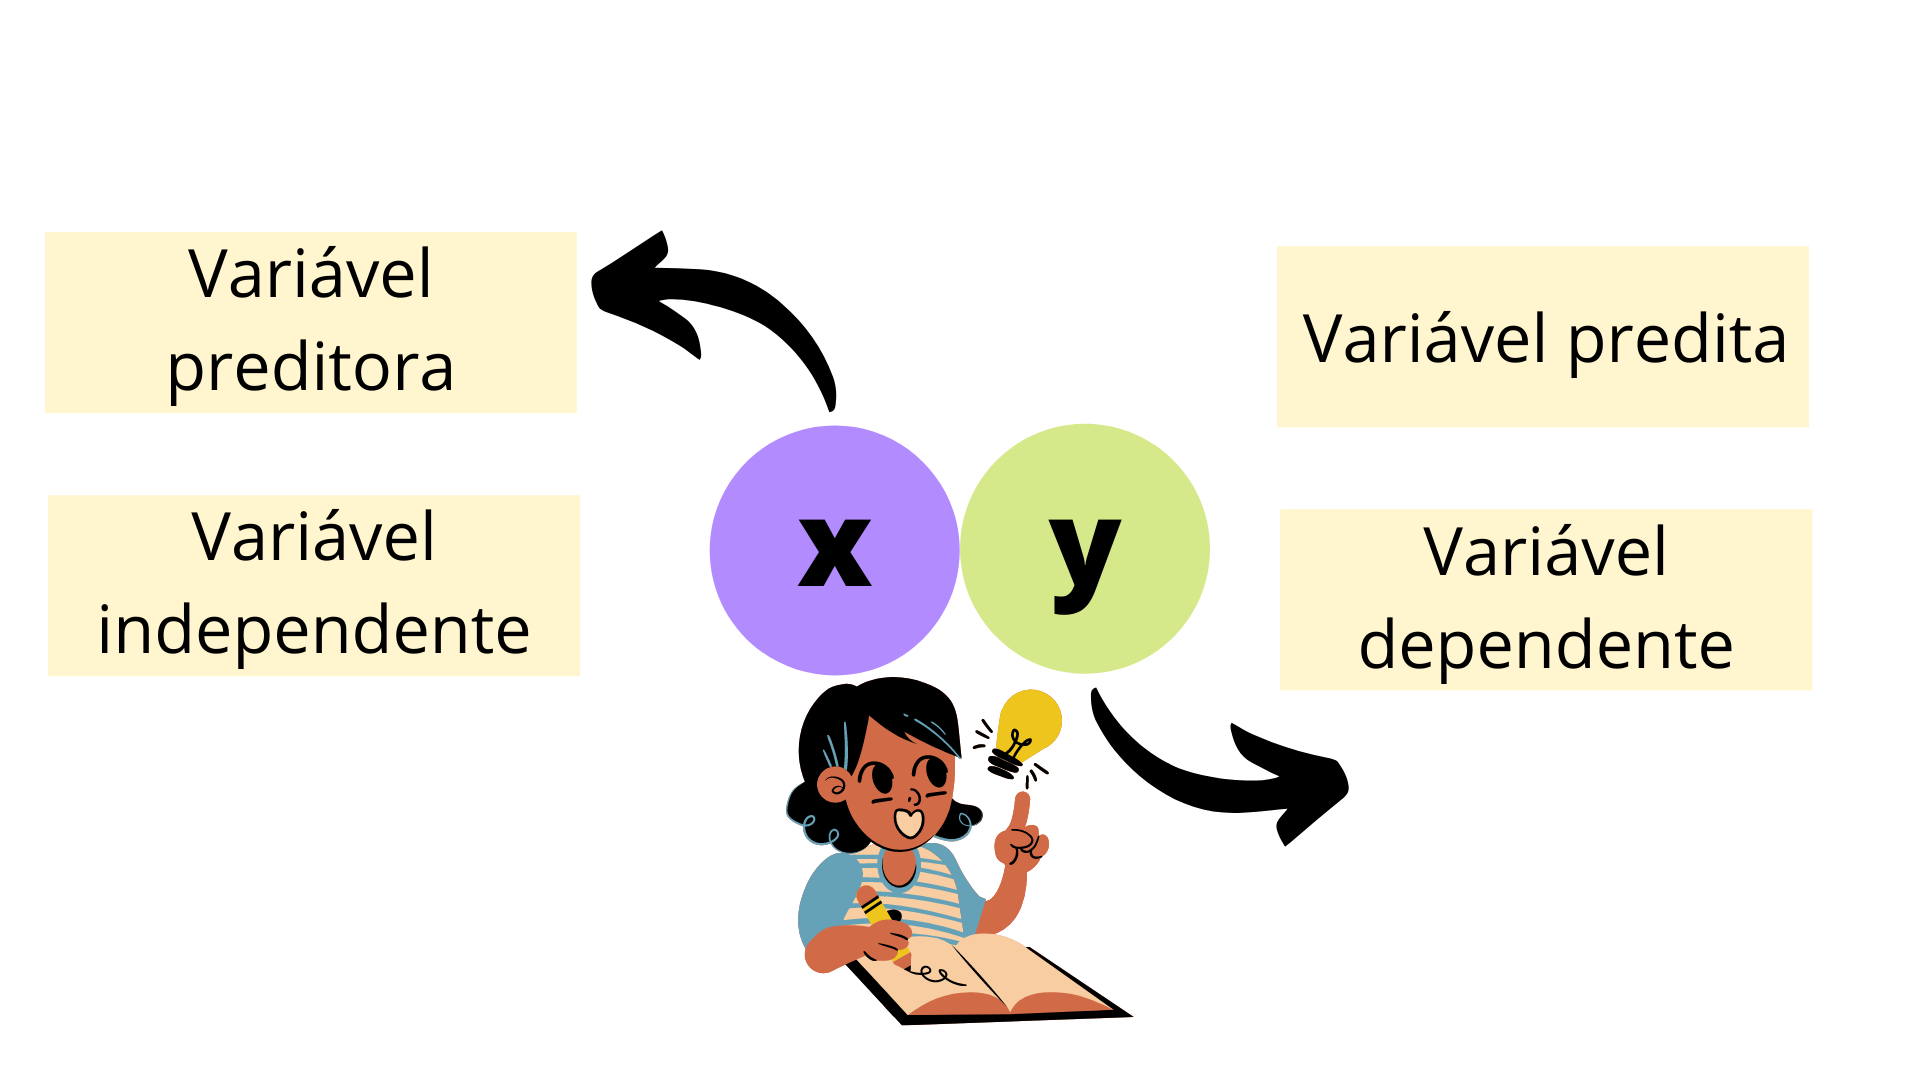 Variável
preditora
Variável
independente
x
y
Variável predita
Variável
dependente